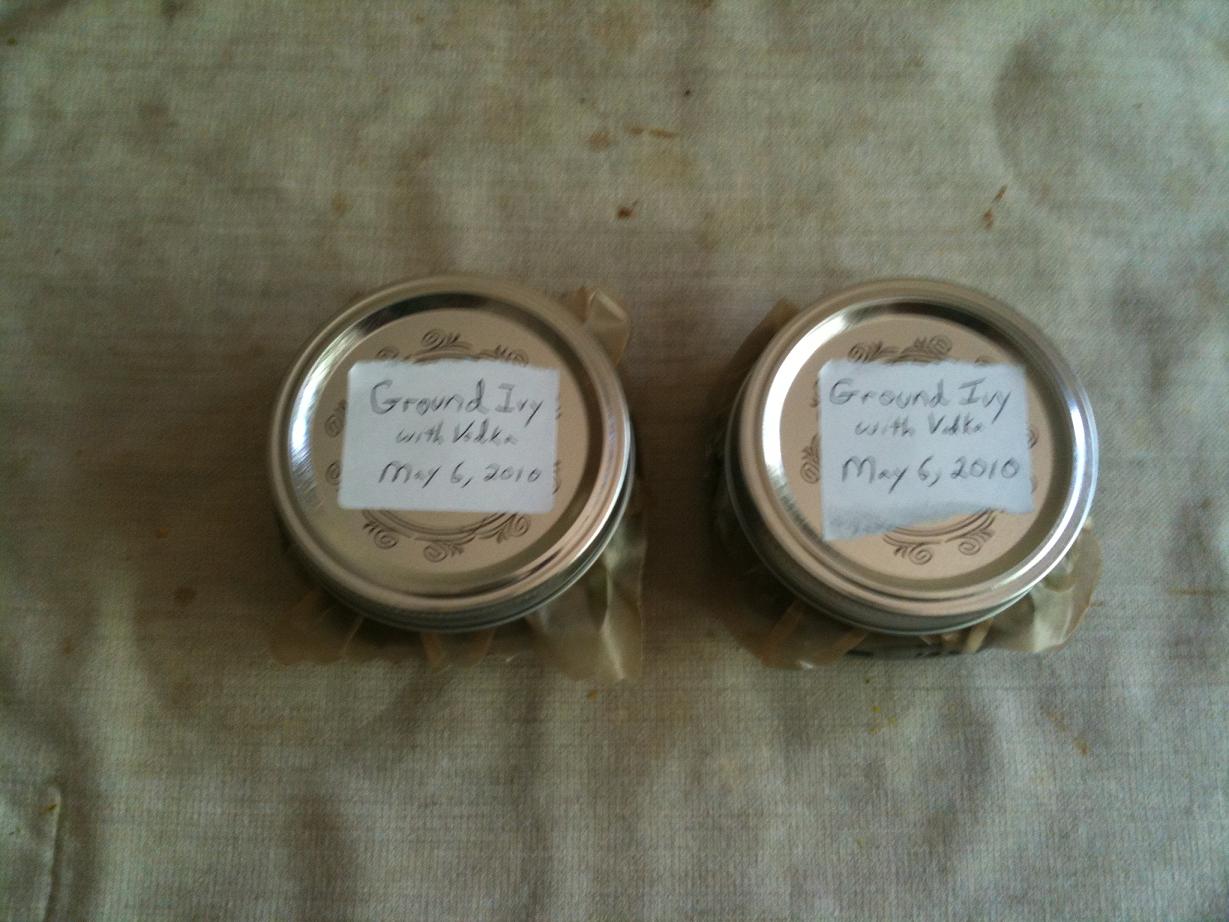 Ground Ivy
with Vodka
May 6, 2010
Ground Ivy
with Vodka
May 6, 2010